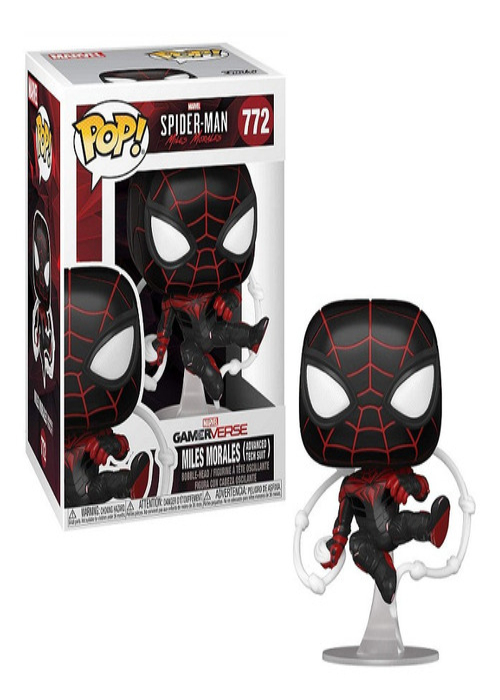 MARVEL
Funko
POP!
MARVEL
SPIDER-MAN
MILES MORALES
772
MARVEL
GAMERVERSE
MILES MORALES (ADVANCED TECH SUIT)
BOBBLE-HEAD / FIGURINE À TÊTE OSCILLANTE
FIGURA CON CABEZA OSCILANTE
WARNING: CHOKING HAZARD.
ATTENTION: DANGER D'ÉTOUFFEMENT.
ADVERTENCIA: PELIGRO DE ASFIXIA.